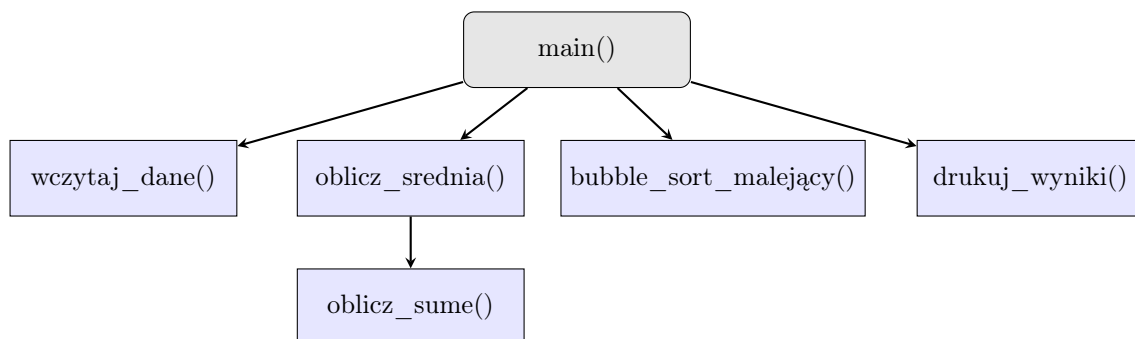 main()
wczytaj_dane()
oblicz_srednia()
bubble_sort_malejący()
drukuj_wyniki()
oblicz_sume()